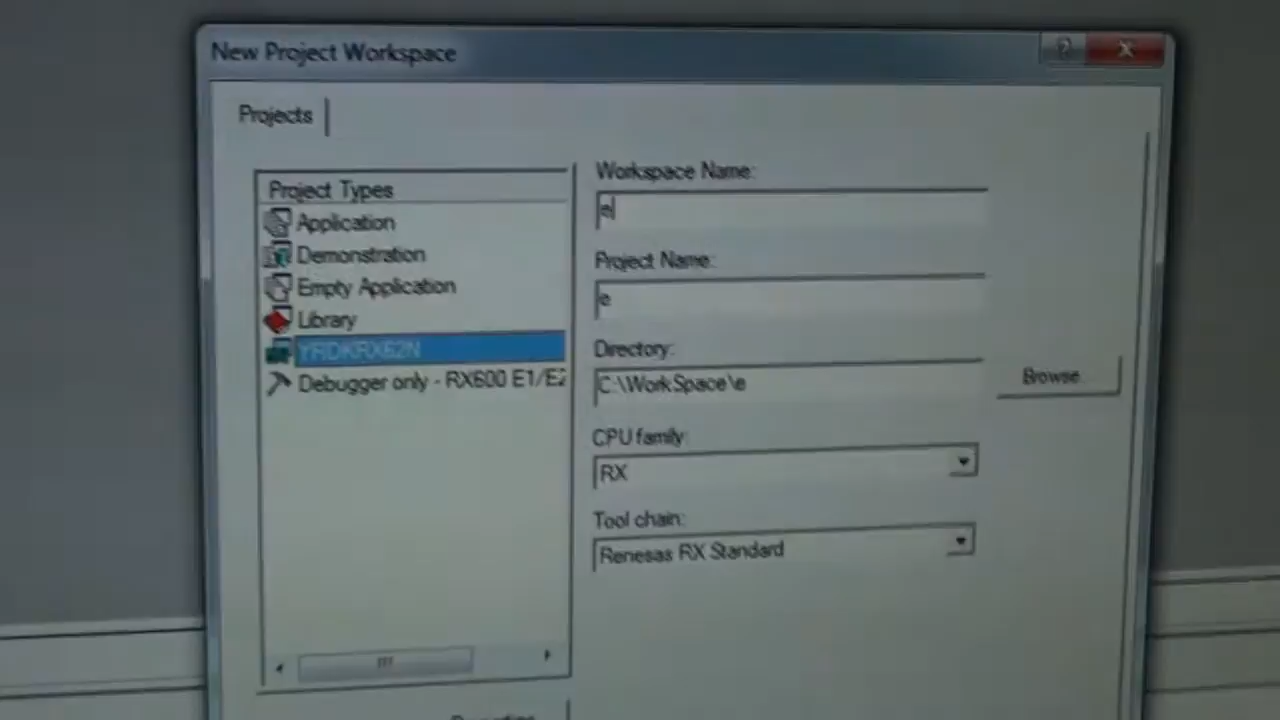 New Project Workspace
Projects
Project Types
Application
Demonstration
Empty Application
Library
YRDKRX62N
Debugger only - RX600 E1/E2
Workspace Name:
e
Project Name:
e
Directory:
C:\WorkSpace\e
Browse...
CPU family:
RX
Tool chain:
Renesas RX Standard